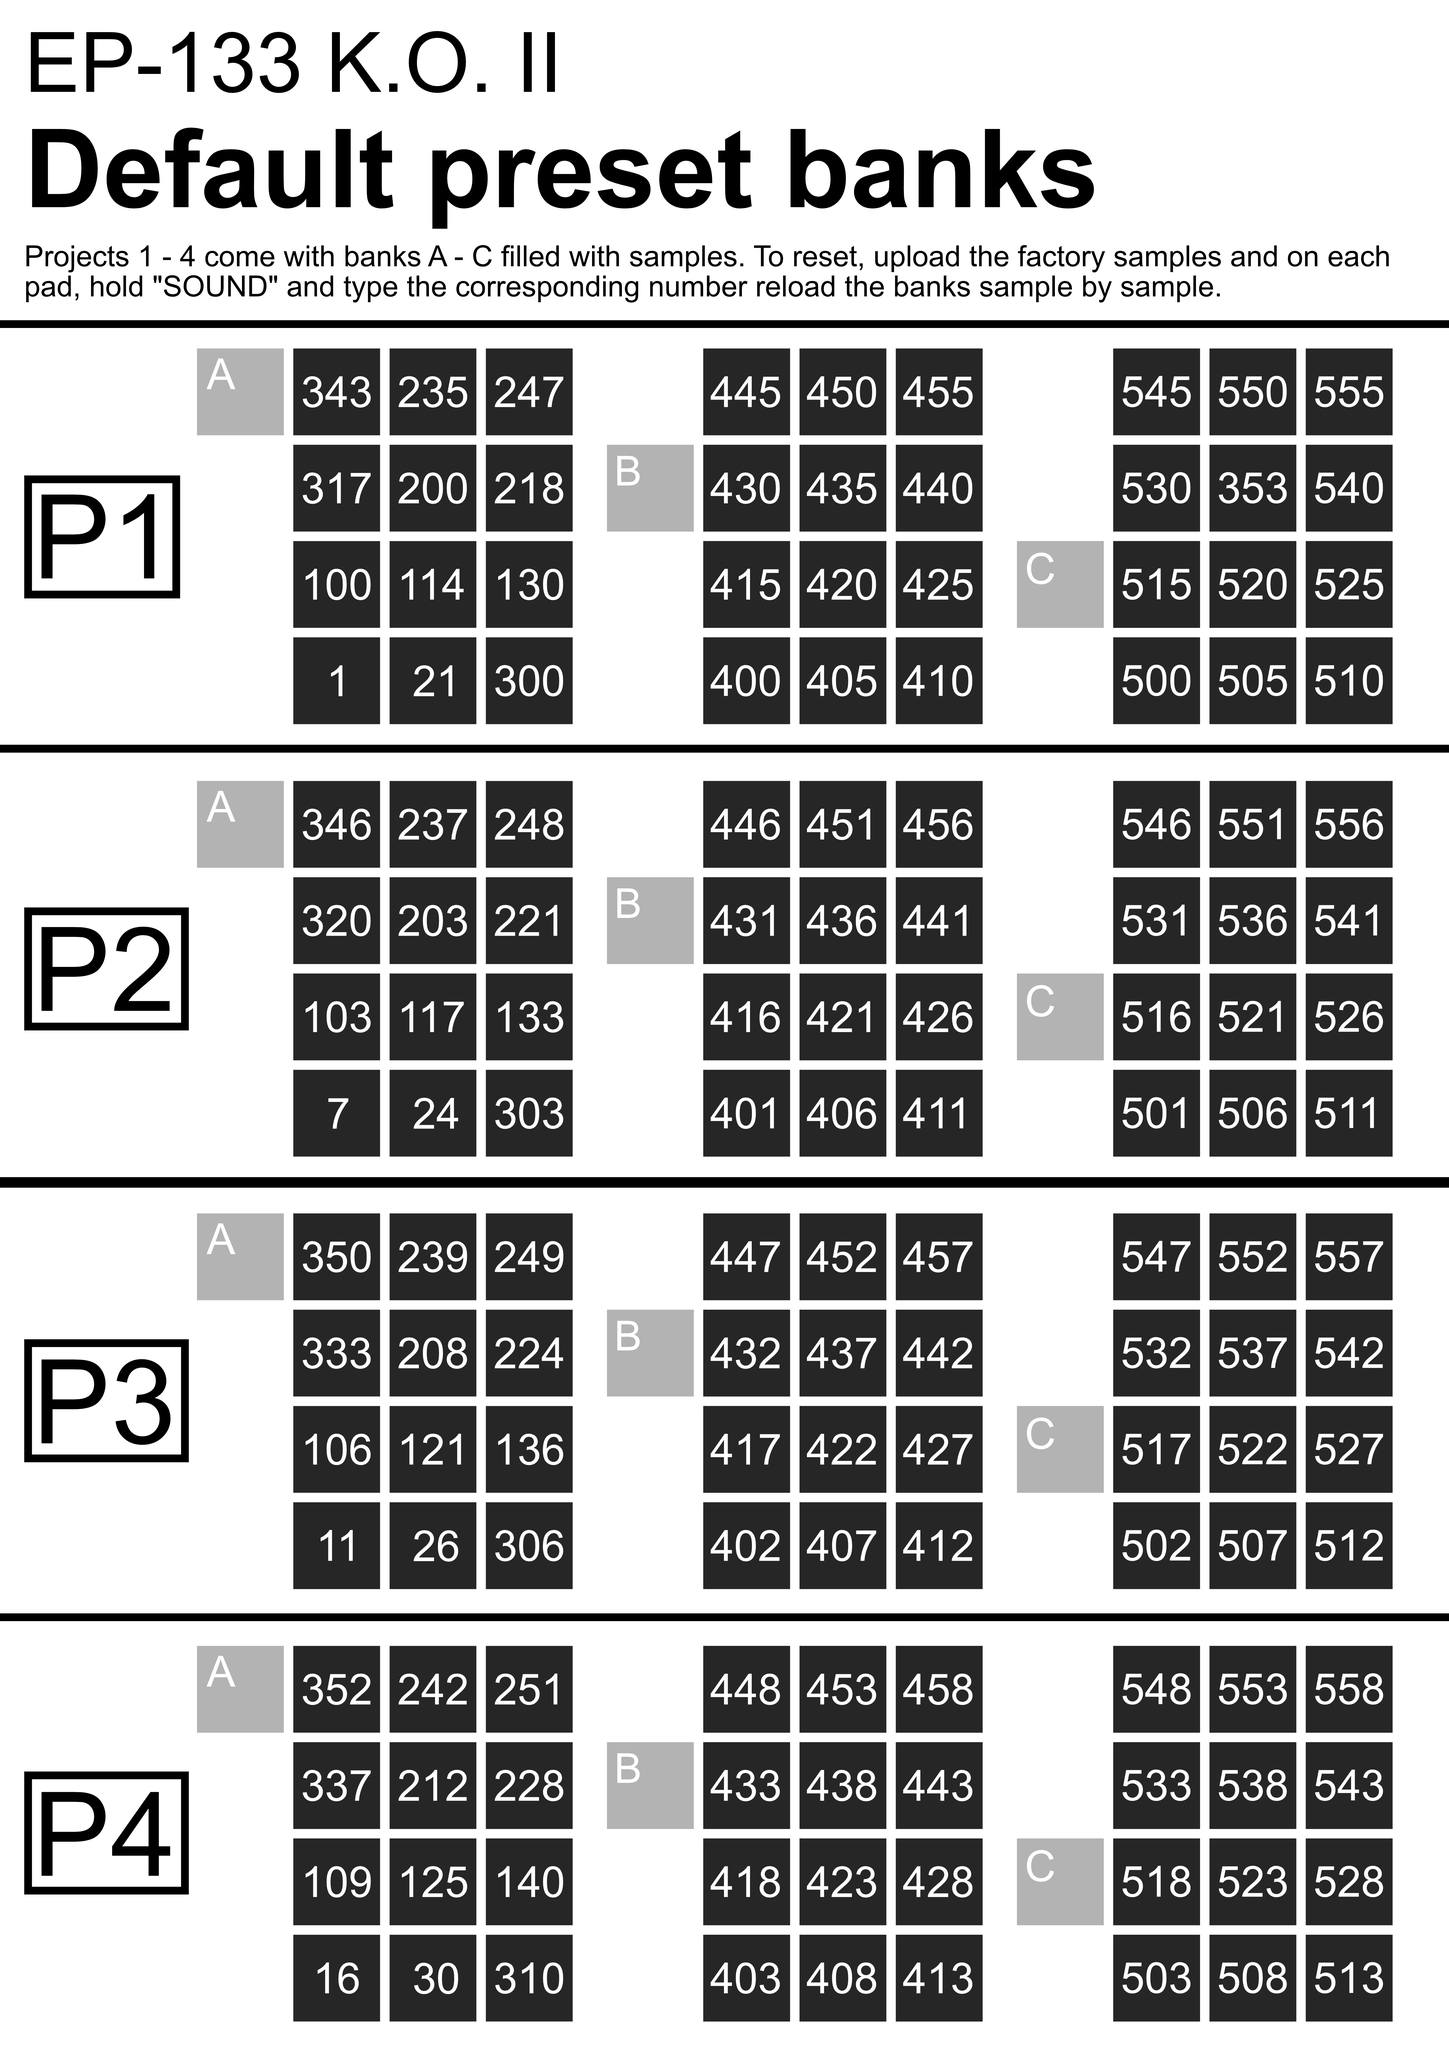 EP-133 K.O. II
Default preset banks
Projects 1 - 4 come with banks A - C filled with samples. To reset, upload the factory samples and on each
pad, hold "SOUND" and type the corresponding number reload the banks sample by sample.
P1
A
343 235 247
317 200 218
100 114 130
1 21 300
B
445 450 455
430 435 440
415 420 425
400 405 410
C
545 550 555
530 353 540
515 520 525
500 505 510
P2
A
346 237 248
320 203 221
103 117 133
7 24 303
B
446 451 456
431 436 441
416 421 426
401 406 411
C
546 551 556
531 536 541
516 521 526
501 506 511
P3
A
350 239 249
333 208 224
106 121 136
11 26 306
B
447 452 457
432 437 442
417 422 427
402 407 412
C
547 552 557
532 537 542
517 522 527
502 507 512
P4
A
352 242 251
337 212 228
109 125 140
16 30 310
B
448 453 458
433 438 443
418 423 428
403 408 413
C
548 553 558
533 538 543
518 523 528
503 508 513